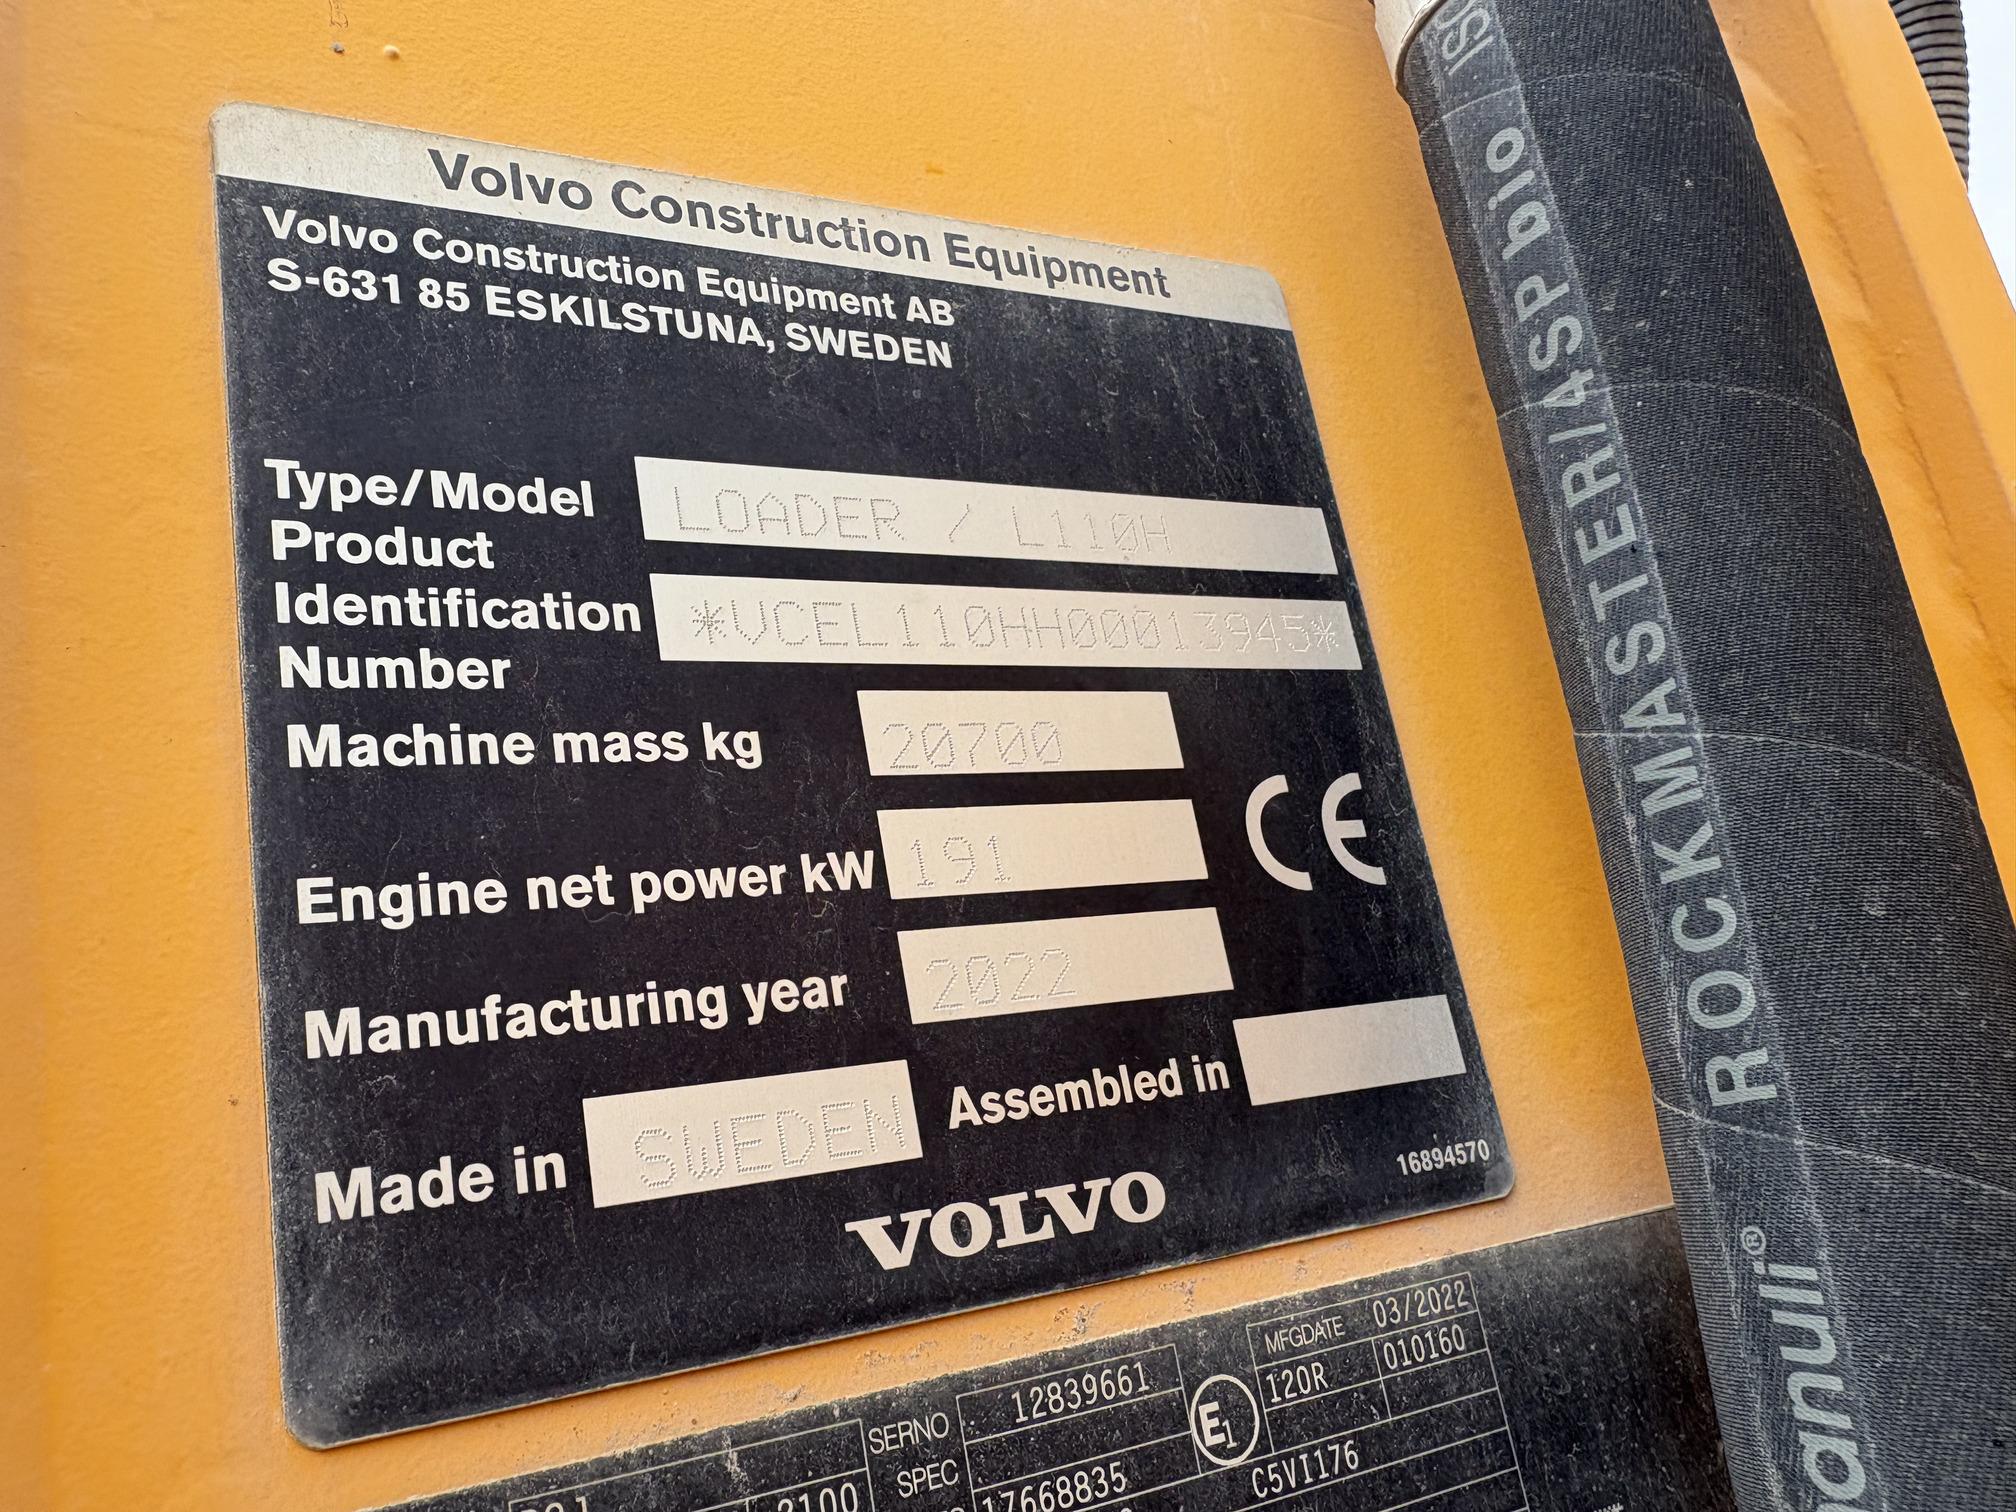 Volvo Construction Equipment
Volvo Construction Equipment AB
S-631 85 ESKILSTUNA, SWEDEN
Type/Model LOADER / L110H
Product
Identification
Number
*VCEL110HH00013945*
Machine mass kg 20700
Engine net power kW 191
Manufacturing year 2022
Made in SWEDEN Assembled in
CE
16894570
VOLVO
MFGDATE 03/2022
SERNO 12839661 E1 120R 010160
SPEC
2100 17668835 C5VI176
ROCKMASTER/4SP bio